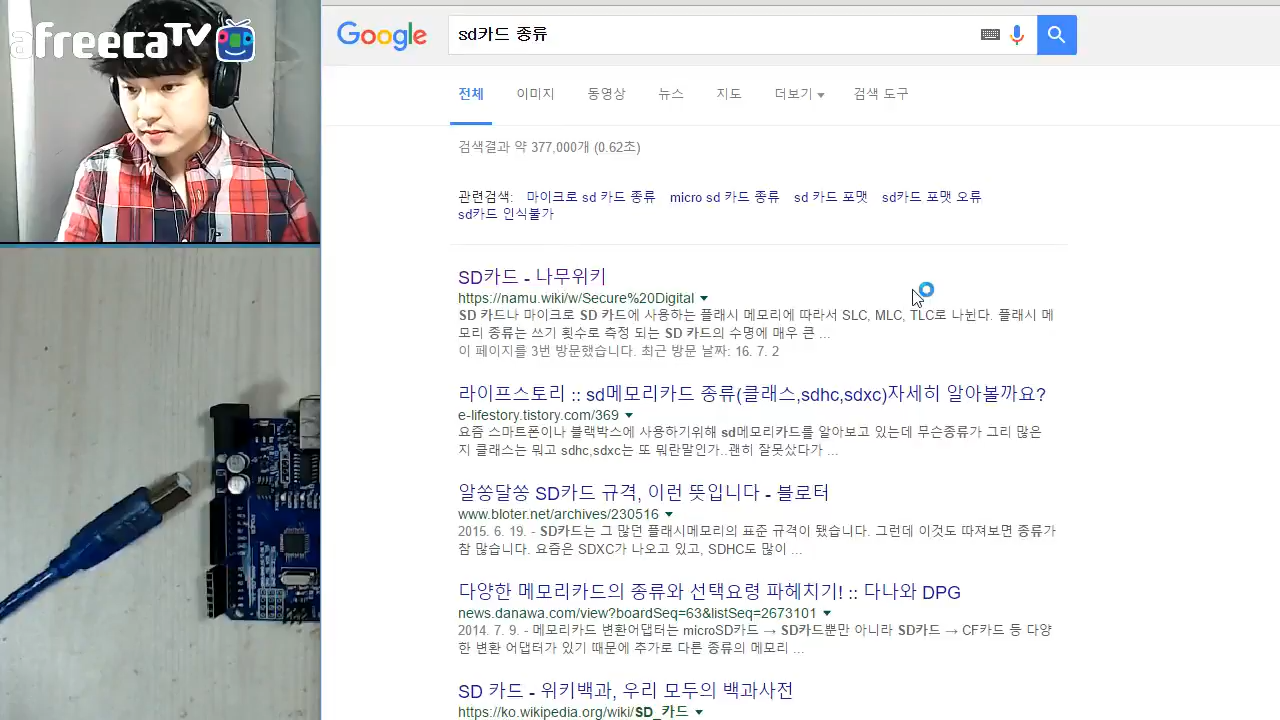 afreecaTV
Google
sd카드 종류
전체 이미지 동영상 뉴스 지도 더보기 검색 도구
검색결과 약 377,000개 (0.62초)
관련검색: 마이크로 sd 카드 종류 micro sd 카드 종류 sd 카드 포맷 sd카드 포맷 오류
sd카드 인식불가
SD카드 - 나무위키
https://namu.wiki/w/Secure%20Digital
SD 카드나 마이크로 SD 카드에 사용하는 플래시 메모리에 따라서 SLC, MLC, TLC로 나뉜다. 플래시 메
모리 종류는 쓰기 횟수로 측정 되는 SD 카드의 수명에 매우 큰 ...
이 페이지를 3번 방문했습니다. 최근 방문 날짜: 16. 7. 2
라이프스토리 :: sd메모리카드 종류(클래스,sdhc,sdxc)자세히 알아볼까요?
e-lifestory.tistory.com/369
요즘 스마트폰이나 블랙박스에 사용하기위해 sd메모리카드를 알아보고 있는데 무슨종류가 그리 많은
지 클래스는 뭐고 sdhc,sdxc는 또 뭐란말인가..괜히 잘못샀다가 ...
알쏭달쏭 SD카드 규격, 이런 뜻입니다 - 블로터
www.bloter.net/archives/230516
2015. 6. 19. - SD카드는 그 많던 플래시메모리의 표준 규격이 됐습니다. 그런데 이것도 따져보면 종류가
참 많습니다. 요즘은 SDXC가 나오고 있고, SDHC도 많이 ...
다양한 메모리카드의 종류와 선택요령 파헤치기! :: 다나와 DPG
news.danawa.com/view?boardSeq=63&listSeq=2673101
2014. 7. 9. - 메모리카드 변환어댑터는 microSD카드 → SD카드뿐만 아니라 SD카드 → CF카드 등 다양
한 변환 어댑터가 있기 때문에 추가로 다른 종류의 메모리 ...
SD 카드 - 위키백과, 우리 모두의 백과사전
https://ko.wikipedia.org/wiki/SD_카드